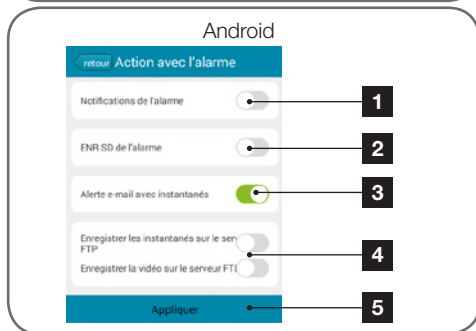 Android
retour Action avec l'alarme
Notifications de l'alarme
1
ENR SD de l'alarme
2
Alerte e-mail avec instantanés
3
Enregistrer les instantanés sur le serv
FTP
4
Enregistrer la vidéo sur le serveur FTP
Appliquer
5